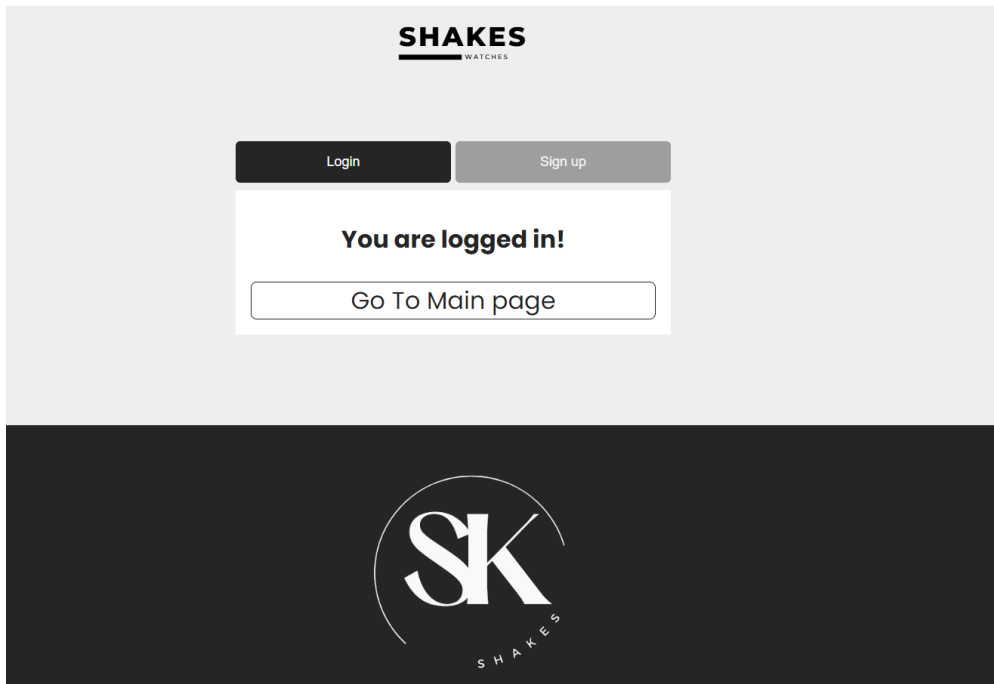 SHAKES
WATCHES
Login Sign up
You are logged in!
Go To Main page
SK
SHAKES